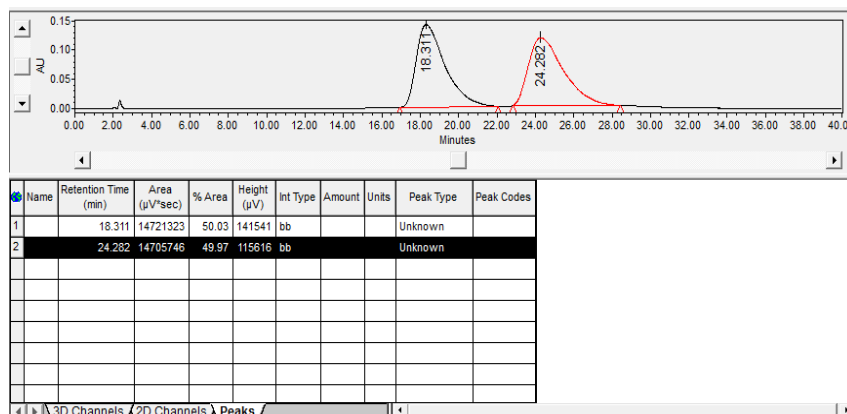 0.15
0.10
AU
0.05
0.00
18.311
24.282
0.00 2.00 4.00 6.00 8.00 10.00 12.00 14.00 16.00 18.00 20.00 22.00 24.00 26.00 28.00 30.00 32.00 34.00 36.00 38.00 40.0
Minutes
Name Retention Time (min) Area (µV*sec) % Area Height (µV) Int Type Amount Units Peak Type Peak Codes
1 18.311 14721323 50.03 141541 bb Unknown
2 24.282 14705746 49.97 115616 bb Unknown
3D Channels 2D Channels Peaks